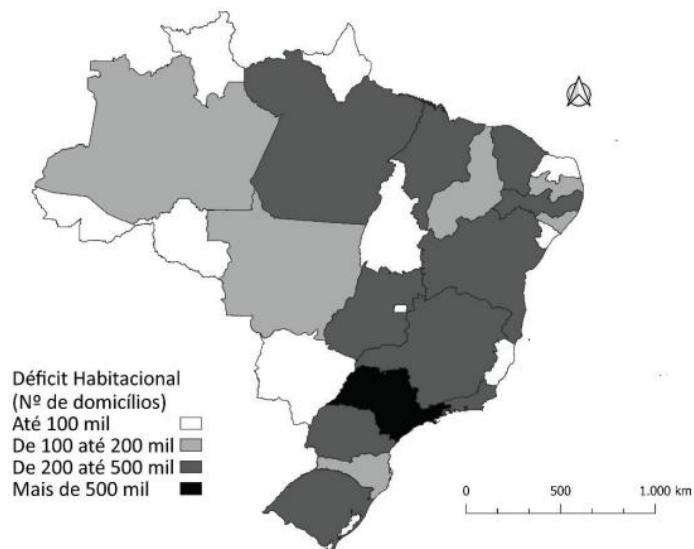 Déficit Habitacional
(Nº de domicílios)
Até 100 mil
De 100 até 200 mil
De 200 até 500 mil
Mais de 500 mil
0 500 1.000 km